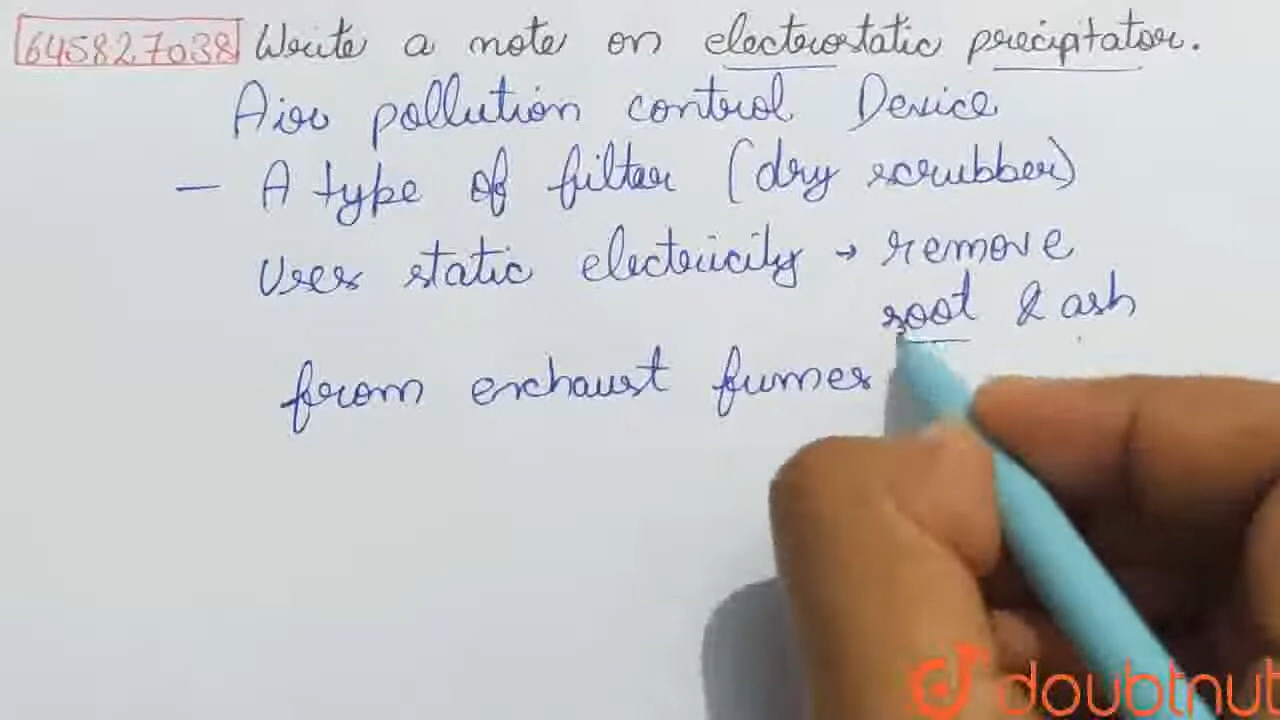 645827038 Write a note on electrostatic precipitator.
Air pollution control Device
— A type of filter (dry scrubber)
Uses static electricity → remove
soot & ash
from exhaust fumes
doubtnut